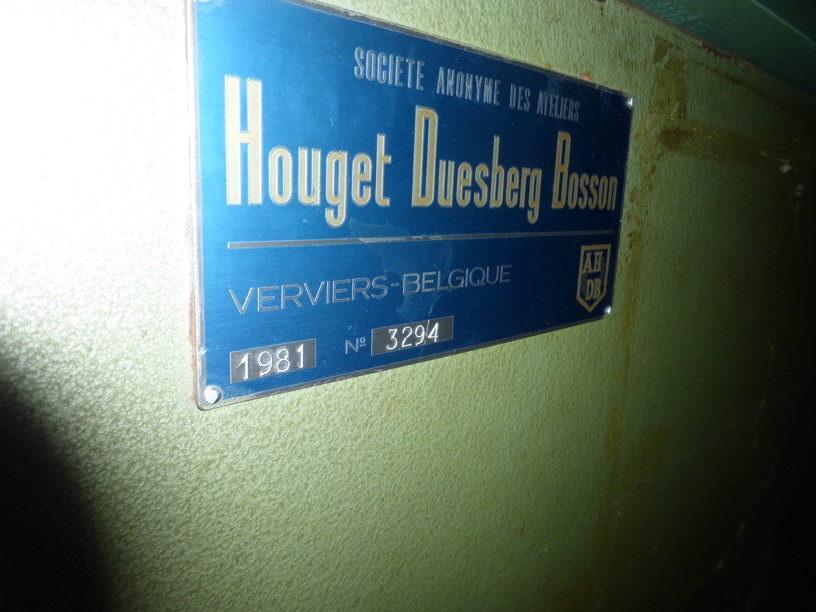 SOCIETE ANONYME DES ATELIERS
Houget Duesberg Bosson
VERVIERS-BELGIQUE
AH
DB
1981 Nº 3294